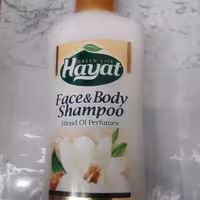 GREEN LIFE
Hayat
Face & Body
Shampoo
Blend Of Perfumes